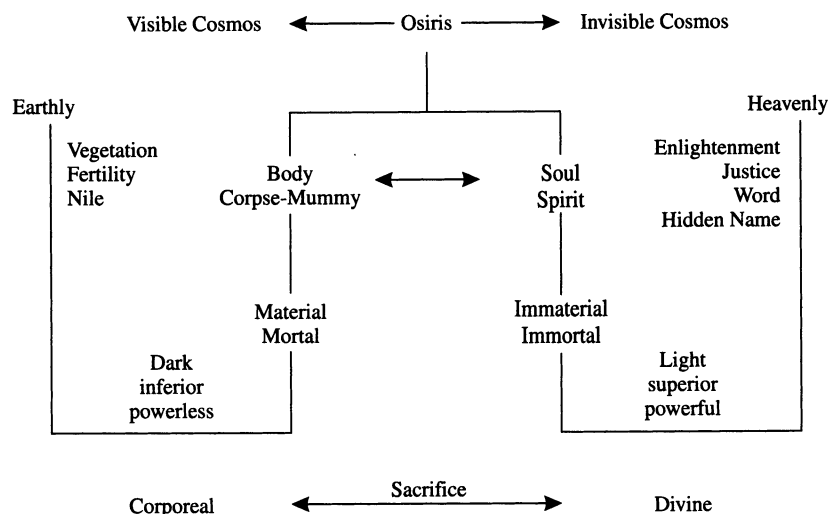 Visible Cosmos Osiris Invisible Cosmos
Earthly
Heavenly
Vegetation
Fertility
Nile
Body
Corpse-Mummy
Soul
Spirit
Enlightenment
Justice
Word
Hidden Name
Material
Mortal
Immaterial
Immortal
Dark
inferior
powerless
Light
superior
powerful
Corporeal
Sacrifice
Divine